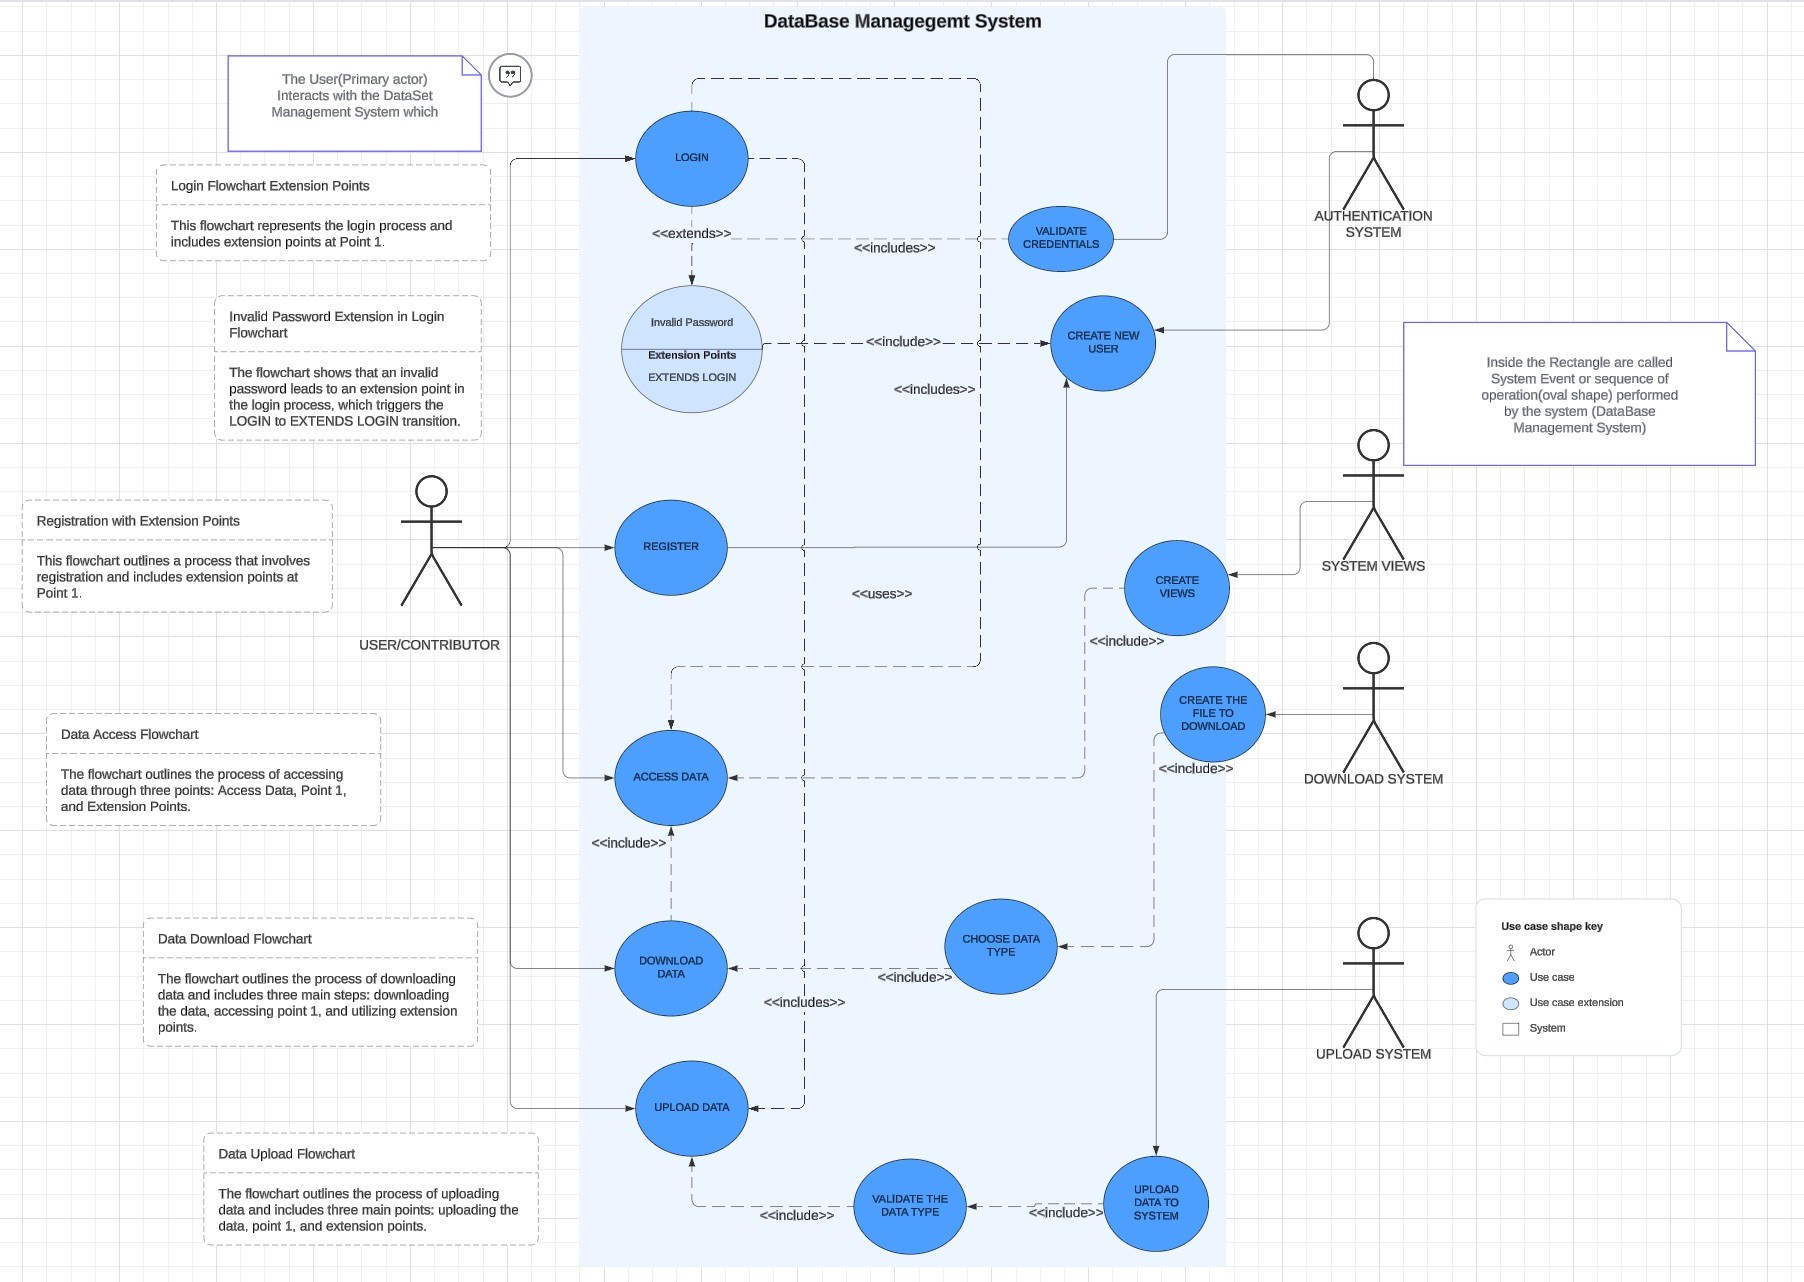 DataBase Managegemt System
The User(Primary actor)
Interacts with the DataSet
Management System which
Login Flowchart Extension Points
This flowchart represents the login process and
includes extension points at Point 1.
Invalid Password Extension in Login
Flowchart
The flowchart shows that an invalid
password leads to an extension point in
the login process, which triggers the
LOGIN to EXTENDS LOGIN transition.
Registration with Extension Points
This flowchart outlines a process that involves
registration and includes extension points at
Point 1.
USER/CONTRIBUTOR
Data Access Flowchart
The flowchart outlines the process of accessing
data through three points: Access Data, Point 1,
and Extension Points.
Data Download Flowchart
The flowchart outlines the process of downloading
data and includes three main steps: downloading
the data, accessing point 1, and utilizing extension
points.
Data Upload Flowchart
The flowchart outlines the process of uploading
data and includes three main points: uploading the
data, point 1, and extension points.
LOGIN
<<extends>>
<<includes>>
VALIDATE
CREDENTIALS
Invalid Password
Extension Points
EXTENDS LOGIN
<<include>>
CREATE NEW
USER
<<includes>>
REGISTER
<<uses>>
CREATE
VIEWS
<<include>>
CREATE THE
FILE TO
DOWNLOAD
<<include>>
ACCESS DATA
<<include>>
DOWNLOAD
DATA
<<include>>
CHOOSE DATA
TYPE
<<includes>>
UPLOAD DATA
<<include>>
VALIDATE THE
DATA TYPE
<<include>>
UPLOAD
DATA TO
SYSTEM
AUTHENTICATION
SYSTEM
Inside the Rectangle are called
System Event or sequence of
operation(oval shape) performed
by the system (DataBase
Management System)
SYSTEM VIEWS
DOWNLOAD SYSTEM
UPLOAD SYSTEM
Use case shape key
Actor
Use case
Use case extension
System